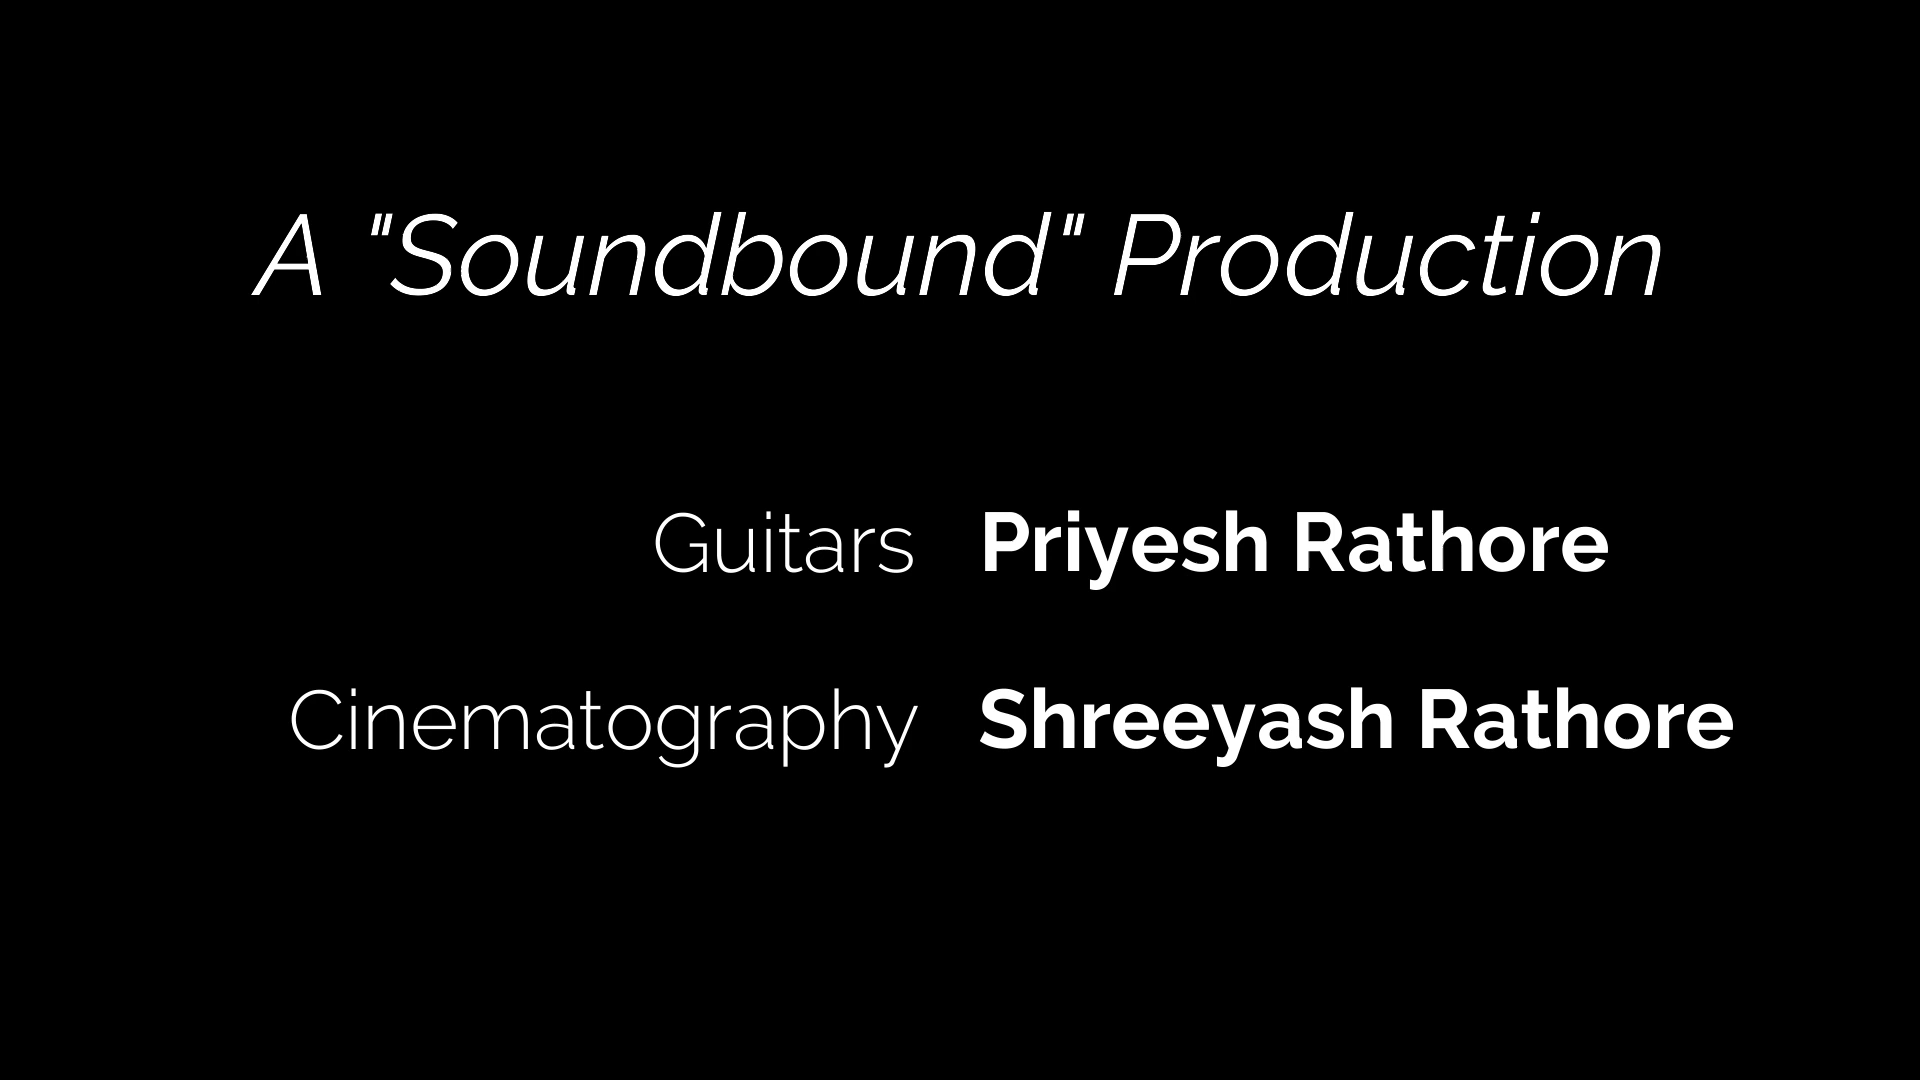 A "Soundbound" Production
Guitars Priyesh Rathore
Cinematography Shreeyash Rathore